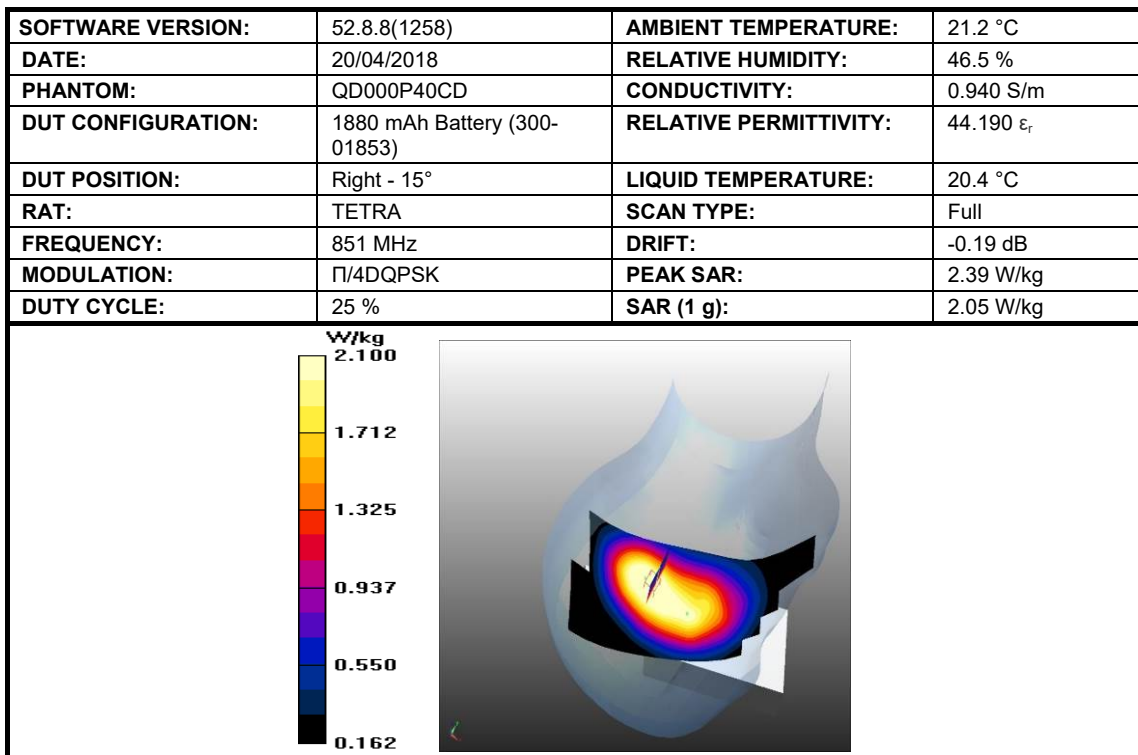 SOFTWARE VERSION: 52.8.8(1258) AMBIENT TEMPERATURE: 21.2 °C
DATE: 20/04/2018 RELATIVE HUMIDITY: 46.5 %
PHANTOM: QD000P40CD CONDUCTIVITY: 0.940 S/m
DUT CONFIGURATION: 1880 mAh Battery (300- RELATIVE PERMITTIVITY: 44.190 εr
01853)
DUT POSITION: Right - 15° LIQUID TEMPERATURE: 20.4 °C
RAT: TETRA SCAN TYPE: Full
FREQUENCY: 851 MHz DRIFT: -0.19 dB
MODULATION: Π/4DQPSK PEAK SAR: 2.39 W/kg
DUTY CYCLE: 25 % SAR (1 g): 2.05 W/kg
W/kg
2.100
1.712
1.325
0.937
0.550
0.162